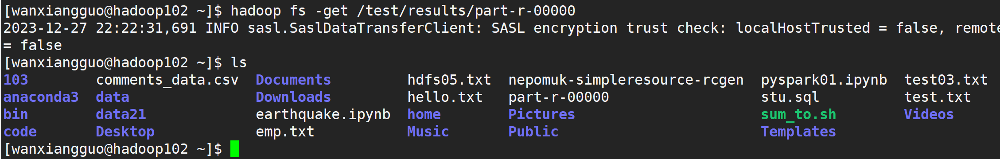 [wanxiangguo@hadoop102 ~]$ hadoop fs -get /test/results/part-r-00000
2023-12-27 22:22:31,691 INFO sasl.SaslDataTransferClient: SASL encryption trust check: localHostTrusted = false, remote
= false
[wanxiangguo@hadoop102 ~]$ ls
103        comments_data.csv  Documents         hdfs05.txt  nepomuk-simpleresource-rcgen  pyspark01.ipynb  test03.txt
anaconda3  data               Downloads         hello.txt   part-r-00000                  stu.sql          test.txt
bin        data21             earthquake.ipynb  home        Pictures                      sum_to.sh        Videos
code       Desktop            emp.txt           Music       Public                        Templates
[wanxiangguo@hadoop102 ~]$